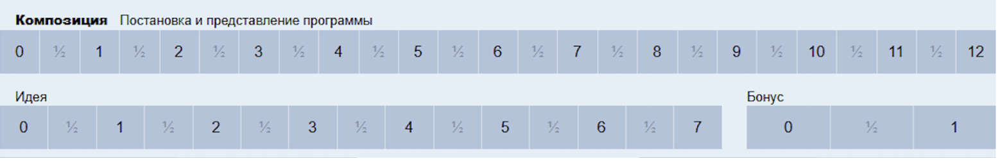 Композиция Постановка и представление программы
0 ½ 1 ½ 2 ½ 3 ½ 4 ½ 5 ½ 6 ½ 7 ½ 8 ½ 9 ½ 10 ½ 11 ½ 12
Идея Бонус
0 ½ 1 ½ 2 ½ 3 ½ 4 ½ 5 ½ 6 ½ 7 0 ½ 1